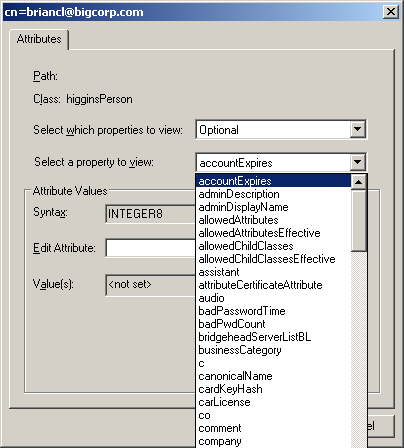 cn=briancl@bigcorp.com
Attributes
Path:
Class: higginsPerson
Select which properties to view: Optional
Select a property to view: accountExpires
accountExpires
adminDescription
adminDisplayName
allowedAttributes
allowedAttributesEffective
allowedChildClasses
allowedChildClassesEffective
assistant
attributeCertificateAttribute
audio
badPasswordTime
badPwdCount
bridgeheadServerListBL
businessCategory
c
canonicalName
cardKeyHash
carLicense
co
comment
company
Attribute Values
Syntax: INTEGER8
Edit Attribute:
Value(s): <not set>